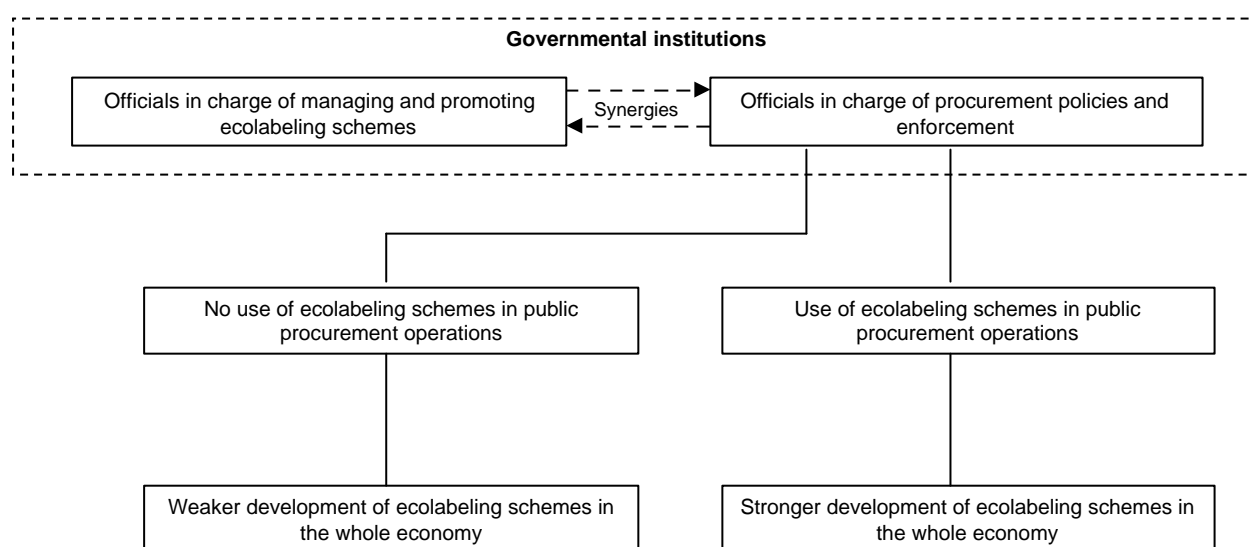 Governmental institutions
Officials in charge of managing and promoting
ecolabeling schemes
Synergies
Officials in charge of procurement policies and
enforcement
No use of ecolabeling schemes in public
procurement operations
Use of ecolabeling schemes in public
procurement operations
Weaker development of ecolabeling schemes in
the whole economy
Stronger development of ecolabeling schemes in
the whole economy